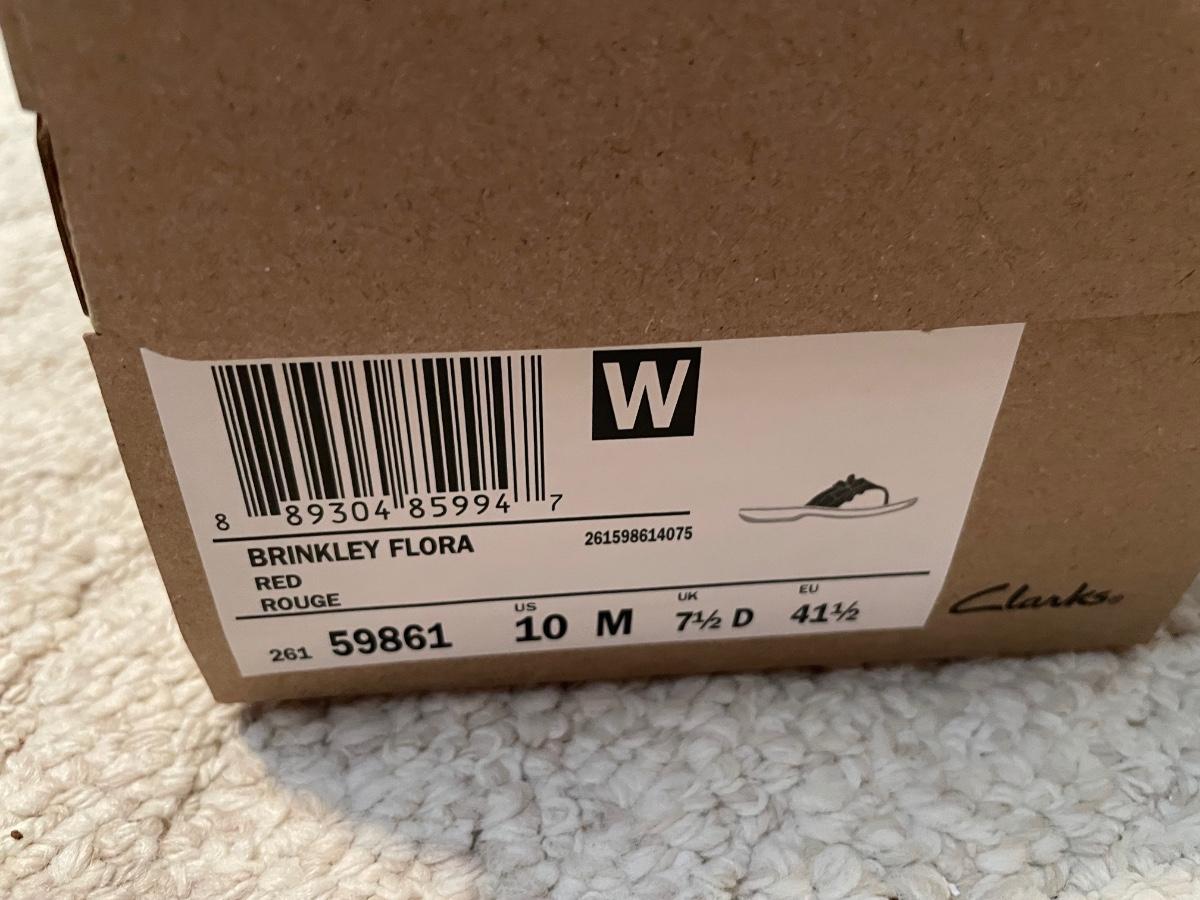 W
8 89304 85994 7
BRINKLEY FLORA 261598614075
RED
ROUGE
US UK EU
261 59861 10 M 7½ D 41½
Clarks®